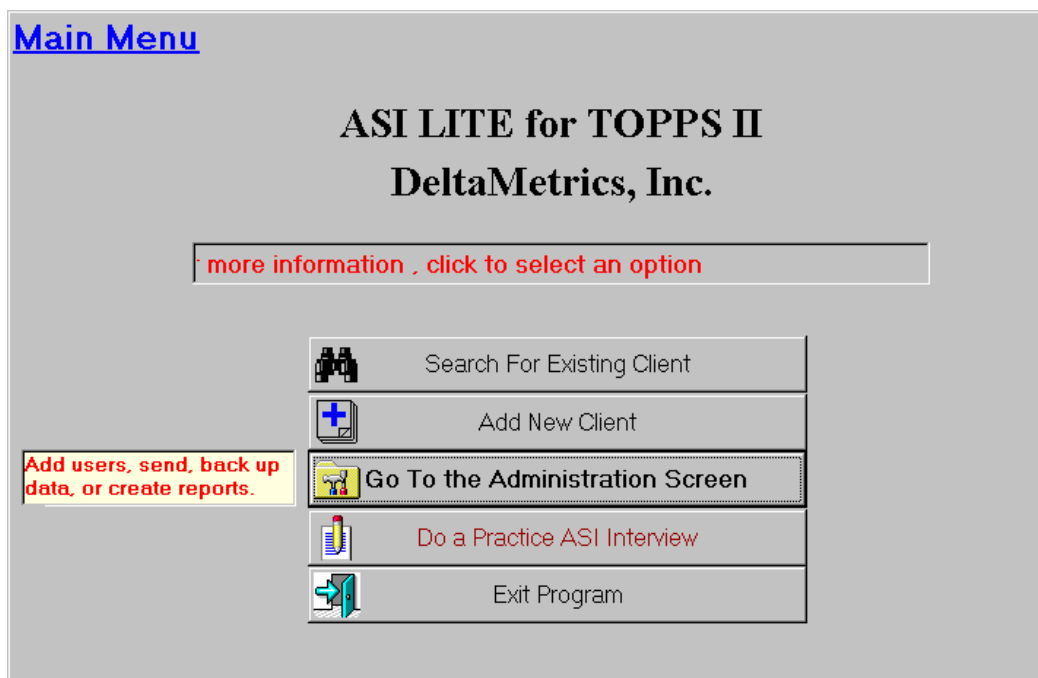 Main Menu
ASI LITE for TOPPS II
DeltaMetrics, Inc.
more information , click to select an option
Search For Existing Client
Add New Client
Add users, send, back up
data, or create reports.
Go To the Administration Screen
Do a Practice ASI Interview
Exit Program